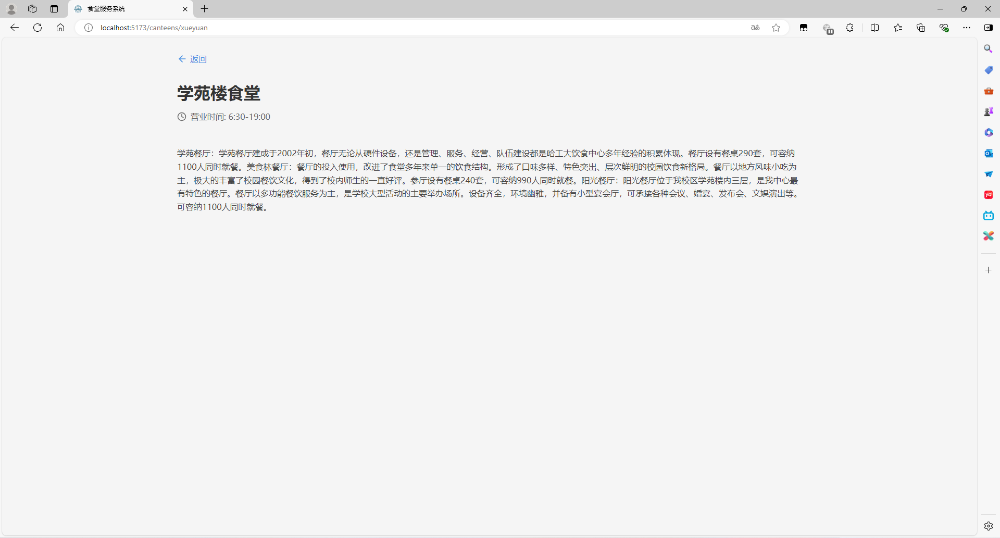 食堂服务系统
localhost:5173/canteens/xueyuan
aあ
返回
学苑楼食堂
营业时间: 6:30-19:00
学苑餐厅：学苑餐厅建成于2002年初，餐厅无论从硬件设备，还是管理、服务、经营、队伍建设都是哈工大饮食中心多年经验的积累体现。餐厅设有餐桌290套，可容纳
1100人同时就餐。美食林餐厅：餐厅的投入使用，改进了食堂多年来单一的饮食结构。形成了口味多样、特色突出、层次鲜明的校园饮食新格局。餐厅以地方风味小吃为
主，极大的丰富了校园餐饮文化，得到了校内师生的一直好评。参厅设有餐桌240套，可容纳990人同时就餐。阳光餐厅：阳光餐厅位于我校区学苑楼内三层，是我中心最
有特色的餐厅。餐厅以多功能餐饮服务为主，是学校大型活动的主要举办场所。设备齐全，环境幽雅，并备有小型宴会厅，可承接各种会议、婚宴、发布会、文娱演出等。
可容纳1100人同时就餐。
yd